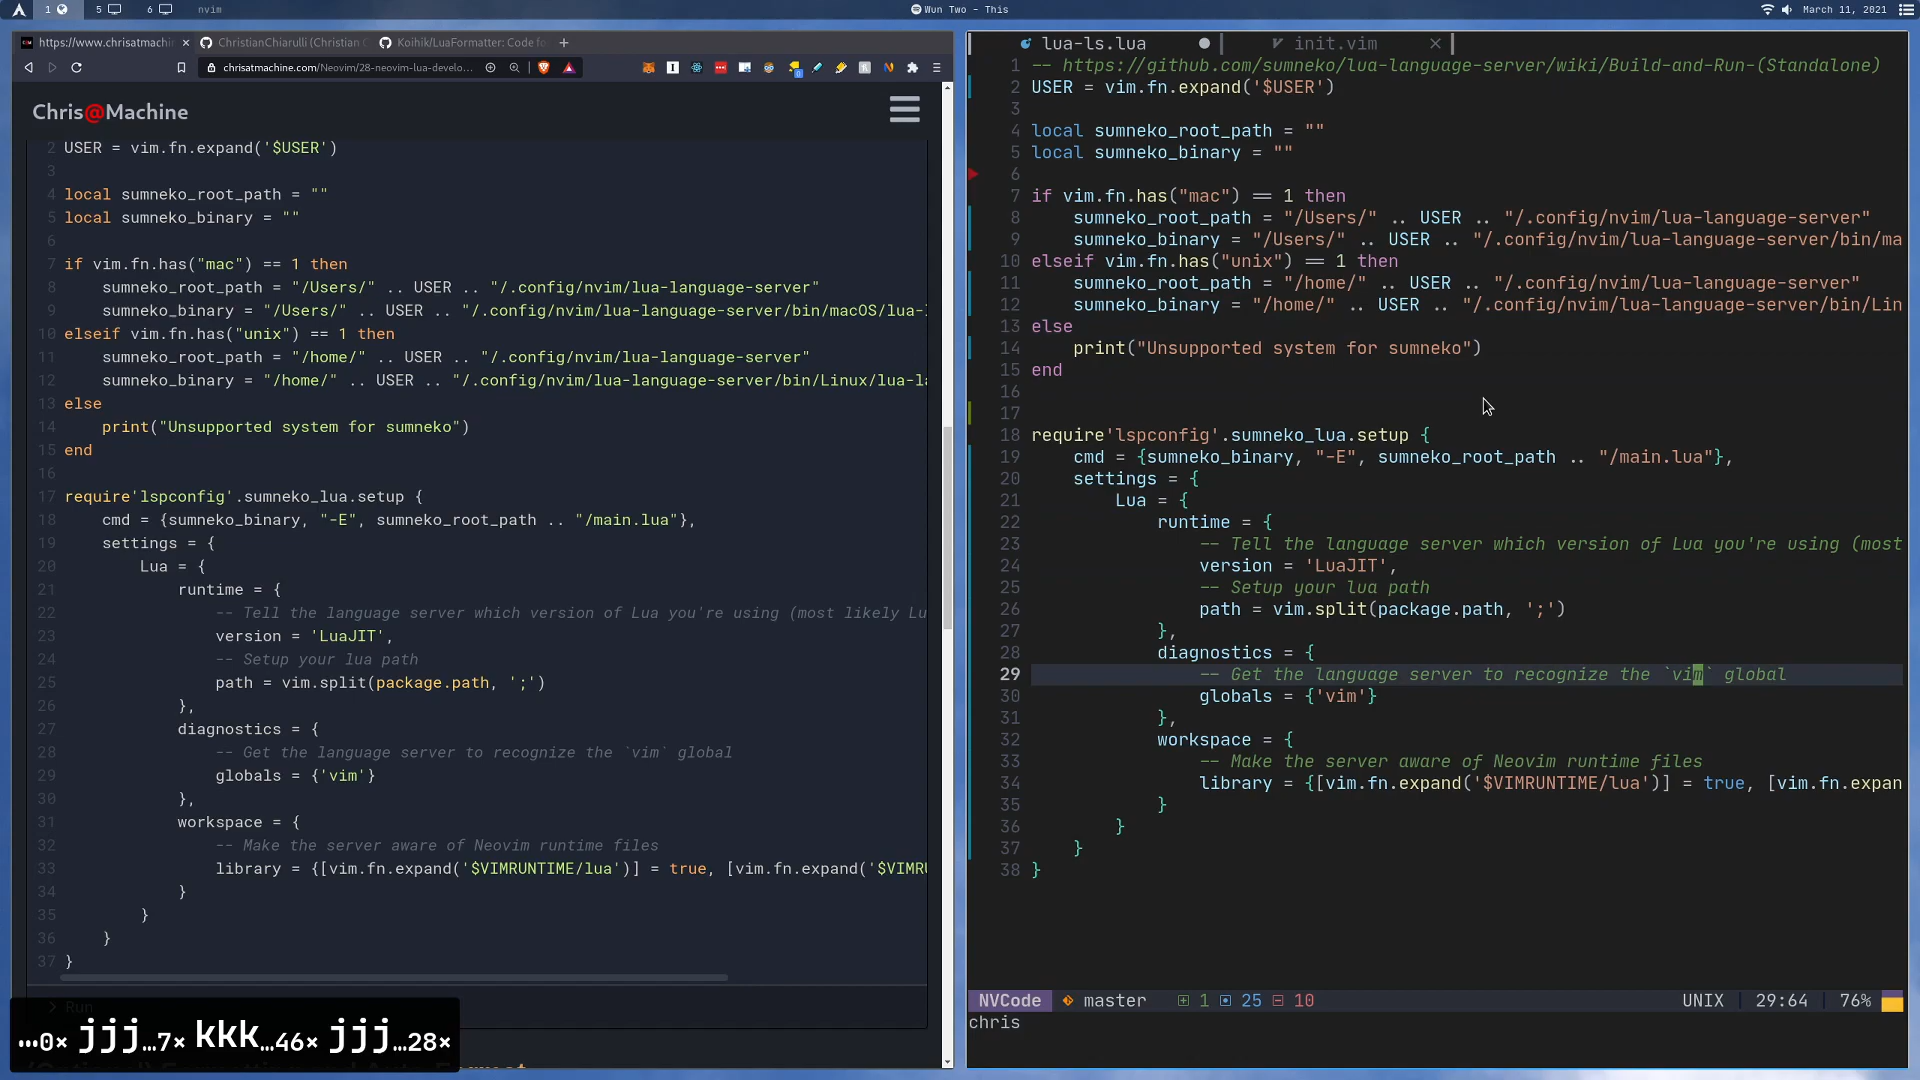 1
5
6
nvim
Wun Two - This
March 11, 2021
https://www.chrisatmachi
ChristianChiarulli (Christian C
Koihik/LuaFormatter: Code fo
chrisatmachine.com/Neovim/28-neovim-lua-develo...
Chris@Machine
2 USER = vim.fn.expand('$USER')
3
4 local sumneko_root_path = ""
5 local sumneko_binary = ""
6
7 if vim.fn.has("mac") == 1 then
8 sumneko_root_path = "/Users/" .. USER .. "/.config/nvim/lua-language-server"
9 sumneko_binary = "/Users/" .. USER .. "/.config/nvim/lua-language-server/bin/macOS/lua-l
10 elseif vim.fn.has("unix") == 1 then
11 sumneko_root_path = "/home/" .. USER .. "/.config/nvim/lua-language-server"
12 sumneko_binary = "/home/" .. USER .. "/.config/nvim/lua-language-server/bin/Linux/lua-la
13 else
14 print("Unsupported system for sumneko")
15 end
16
17 require'lspconfig'.sumneko_lua.setup {
18 cmd = {sumneko_binary, "-E", sumneko_root_path .. "/main.lua"},
19 settings = {
20 Lua = {
21 runtime = {
22 -- Tell the language server which version of Lua you're using (most likely Lu
23 version = 'LuaJIT',
24 -- Setup your lua path
25 path = vim.split(package.path, ';')
26 },
27 diagnostics = {
28 -- Get the language server to recognize the `vim` global
29 globals = {'vim'}
30 },
31 workspace = {
32 -- Make the server aware of Neovim runtime files
33 library = {[vim.fn.expand('$VIMRUNTIME/lua')] = true, [vim.fn.expand('$VIMRU
34 }
35 }
36 }
37 }
Run
…0× jjj…7× kkk…46× jjj…28×
lua-ls.lua
init.vim
1 -- https://github.com/sumneko/lua-language-server/wiki/Build-and-Run-(Standalone)
2 USER = vim.fn.expand('$USER')
3
4 local sumneko_root_path = ""
5 local sumneko_binary = ""
6
7 if vim.fn.has("mac") == 1 then
8 sumneko_root_path = "/Users/" .. USER .. "/.config/nvim/lua-language-server"
9 sumneko_binary = "/Users/" .. USER .. "/.config/nvim/lua-language-server/bin/ma
10 elseif vim.fn.has("unix") == 1 then
11 sumneko_root_path = "/home/" .. USER .. "/.config/nvim/lua-language-server"
12 sumneko_binary = "/home/" .. USER .. "/.config/nvim/lua-language-server/bin/Lin
13 else
14 print("Unsupported system for sumneko")
15 end
16
17
18 require'lspconfig'.sumneko_lua.setup {
19 cmd = {sumneko_binary, "-E", sumneko_root_path .. "/main.lua"},
20 settings = {
21 Lua = {
22 runtime = {
23 -- Tell the language server which version of Lua you're using (most
24 version = 'LuaJIT',
25 -- Setup your lua path
26 path = vim.split(package.path, ';')
27 },
28 diagnostics = {
29 -- Get the language server to recognize the `vim` global
30 globals = {'vim'}
31 },
32 workspace = {
33 -- Make the server aware of Neovim runtime files
34 library = {[vim.fn.expand('$VIMRUNTIME/lua')] = true, [vim.fn.expan
35 }
36 }
37 }
38 }
NVCode master 1 25 10 UNIX 29:64 76%
chris